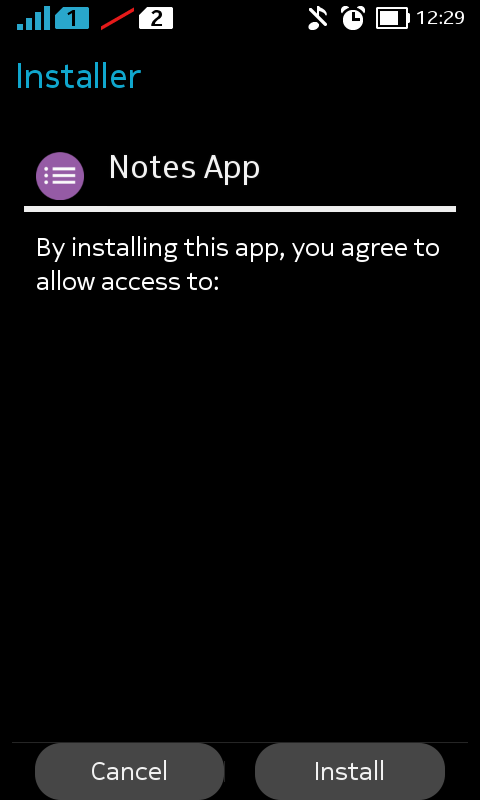 1 2 12:29
Installer
Notes App
By installing this app, you agree to
allow access to:
Cancel Install